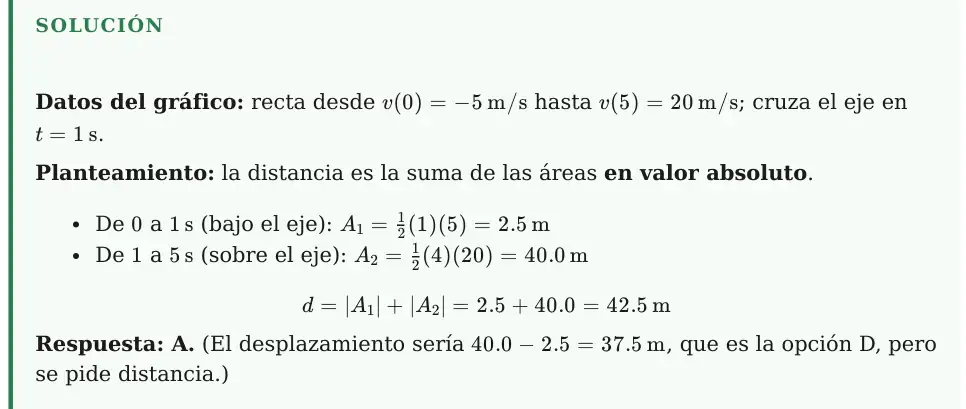 SOLUCIÓN
Datos del gráfico: recta desde v(0) = −5 m/s hasta v(5) = 20 m/s; cruza el eje en
t = 1 s.
Planteamiento: la distancia es la suma de las áreas en valor absoluto.
• De 0 a 1 s (bajo el eje): A₁ = ½(1)(5) = 2.5 m
• De 1 a 5 s (sobre el eje): A₂ = ½(4)(20) = 40.0 m
d = |A₁| + |A₂| = 2.5 + 40.0 = 42.5 m
Respuesta: A. (El desplazamiento sería 40.0 − 2.5 = 37.5 m, que es la opción D, pero
se pide distancia.)